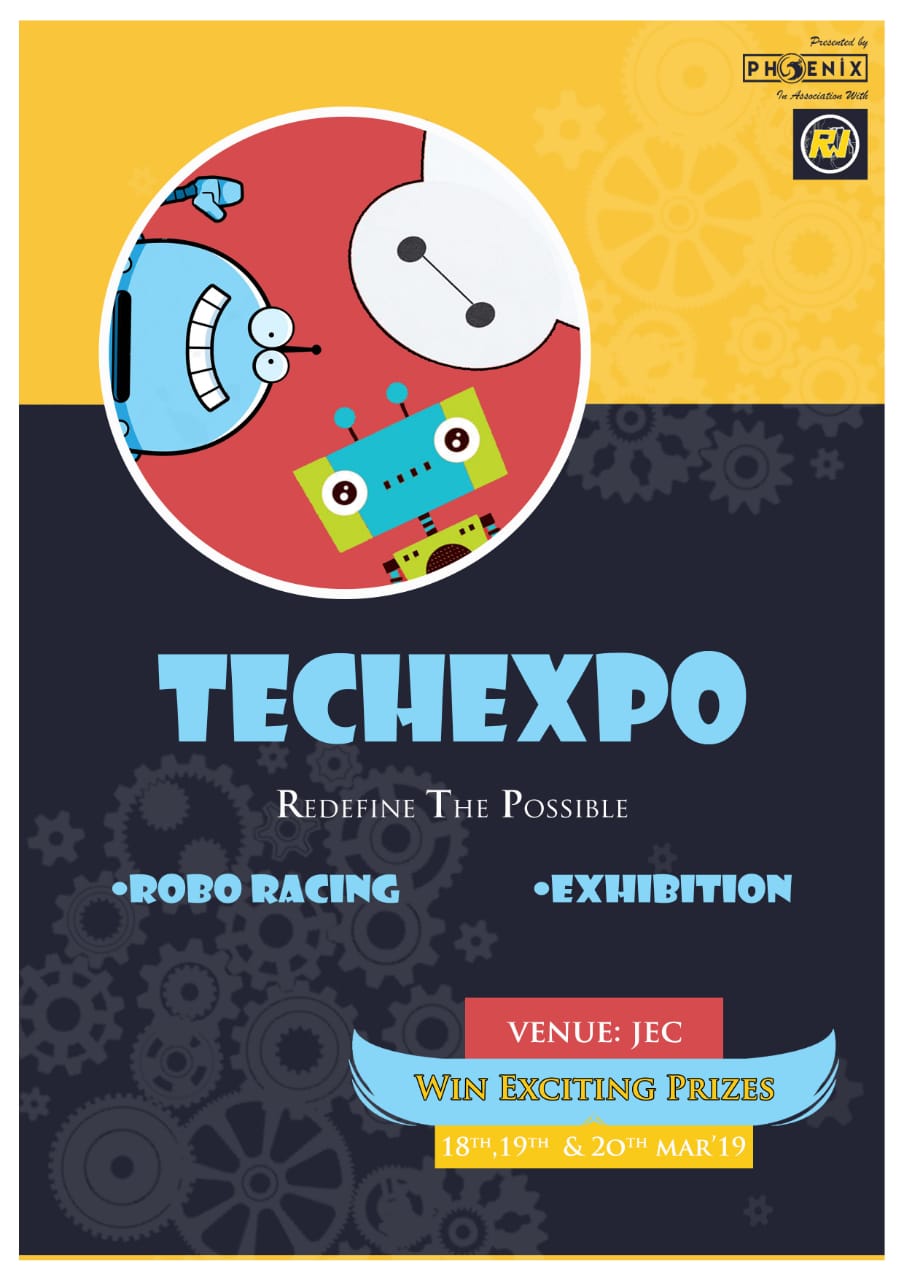 Presented by
PHOENIX
In Association With
RW
TECHEXPO
REDEFINE THE POSSIBLE
•ROBO RACING
•EXHIBITION
VENUE: JEC
WIN EXCITING PRIZES
18TH,19TH & 20TH MAR'19